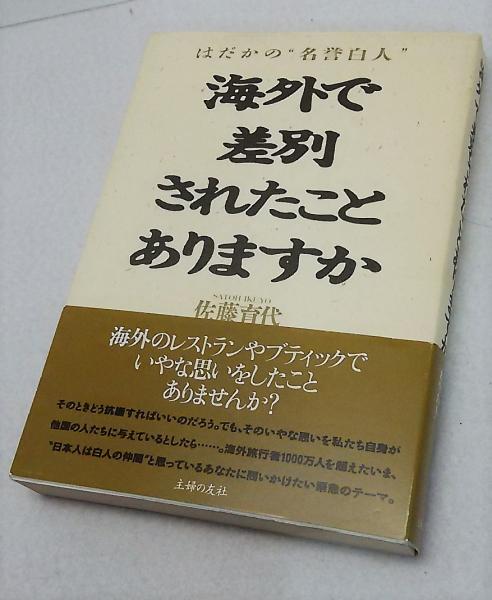 はだかの“名誉白人”
海外で
差別
されたこと
ありますか
SATOH IKUYO
佐藤育代
海外のレストランやブティックで
いやな思いをしたこと
ありませんか?
そのときどう抗議すればいいのだろう。でも、そのいやな思いを私たち自身が
他国の人たちに与えているとしたら……。海外旅行者1000万人を超えたいま、
“日本人は白人の仲間”と思っているあなたに問いかけたい緊急のテーマ。
主婦の友社